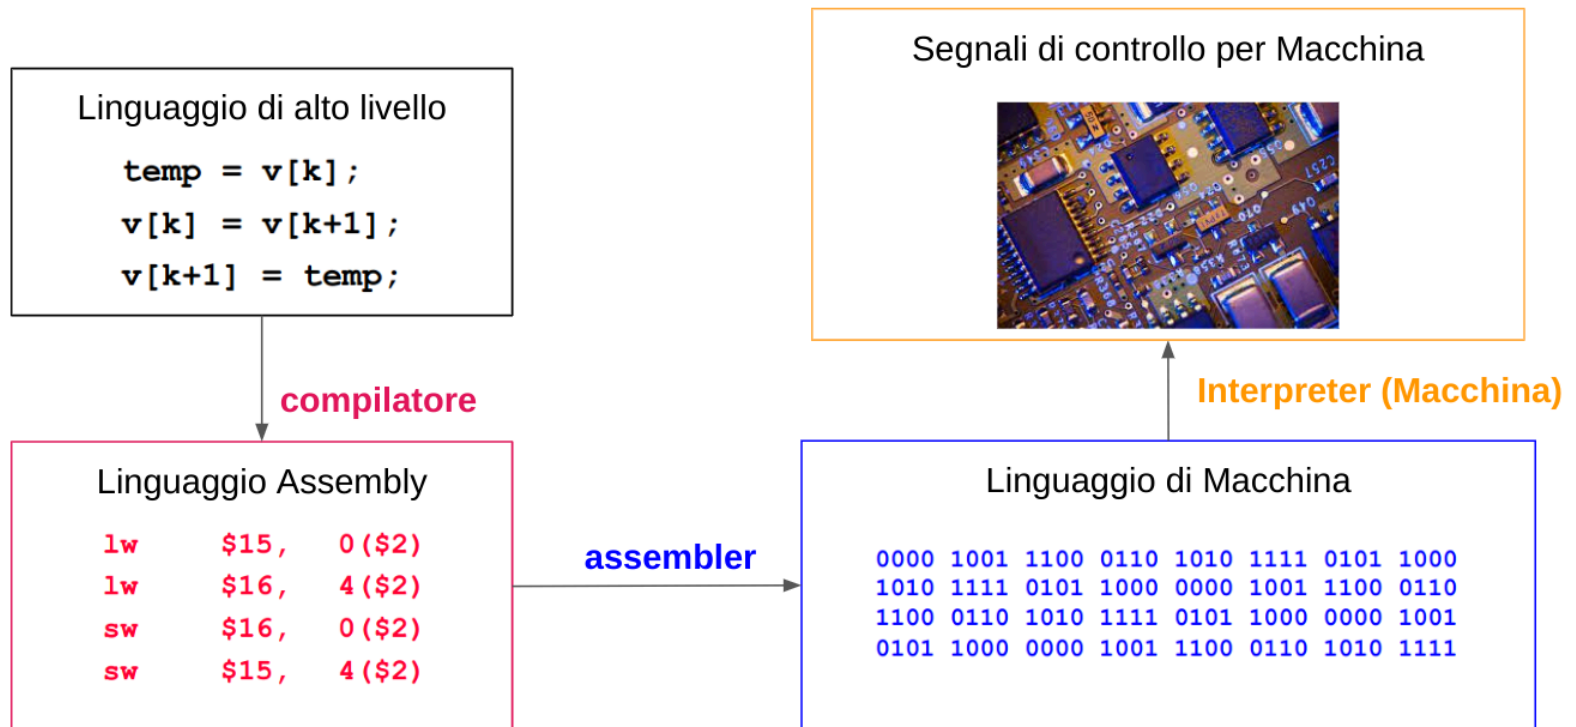 Linguaggio di alto livello
temp = v[k];
v[k] = v[k+1];
v[k+1] = temp;
compilatore
Linguaggio Assembly
lw $15, 0($2)
lw $16, 4($2)
sw $16, 0($2)
sw $15, 4($2)
assembler
Linguaggio di Macchina
0000 1001 1100 0110 1010 1111 0101 1000
1010 1111 0101 1000 0000 1001 1100 0110
1100 0110 1010 1111 0101 1000 0000 1001
0101 1000 0000 1001 1100 0110 1010 1111
Interpreter (Macchina)
Segnali di controllo per Macchina